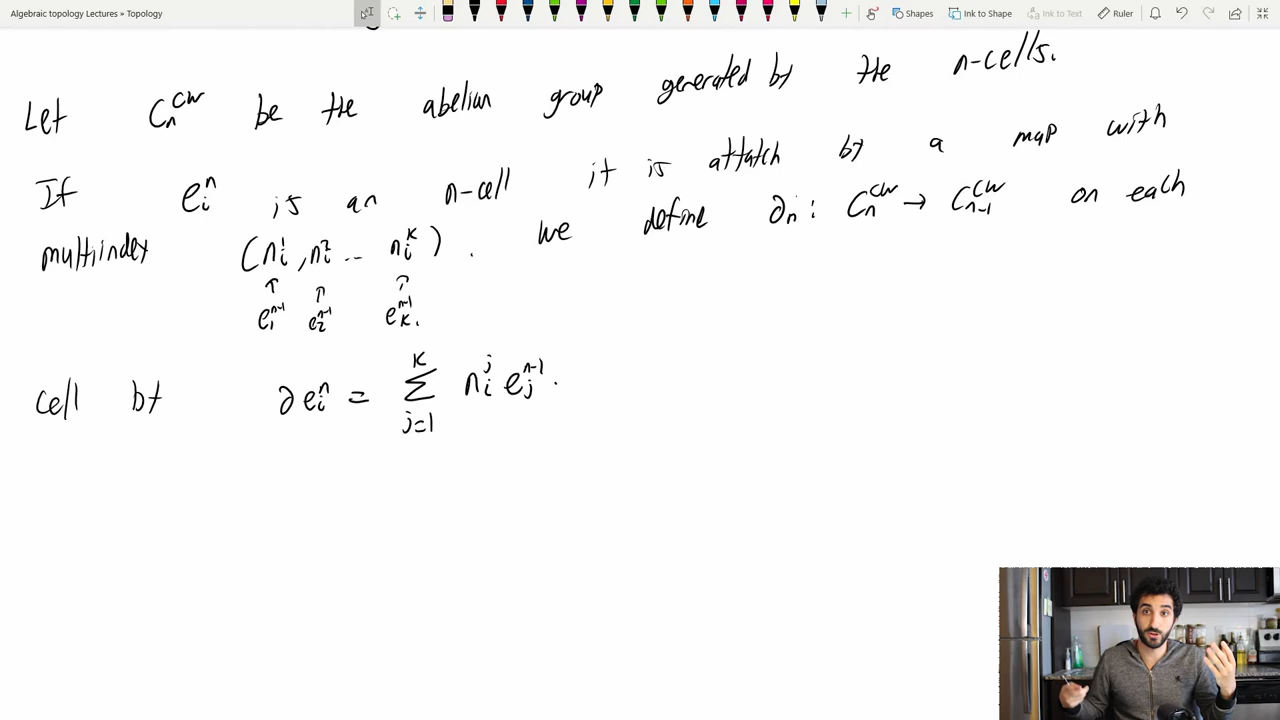 Algebraic topology Lectures » Topology
Shapes
Ink to Shape
Ink to Text
Ruler
Let C_n^{CW} be the abelian group generated by the n-cells.
If e_i^n is an n-cell it is attatch by a map with
multiindex (n_i^1, n_i^2 ... n_i^k). We define ∂_n: C_n^{CW} → C_{n-1}^{CW} on each
↑ ↑ ↑
e_1^{n-1} e_2^{n-1} e_k^{n-1}.
cell by ∂e_i^n = \sum_{j=1}^{k} n_i^j e_j^{n-1}.